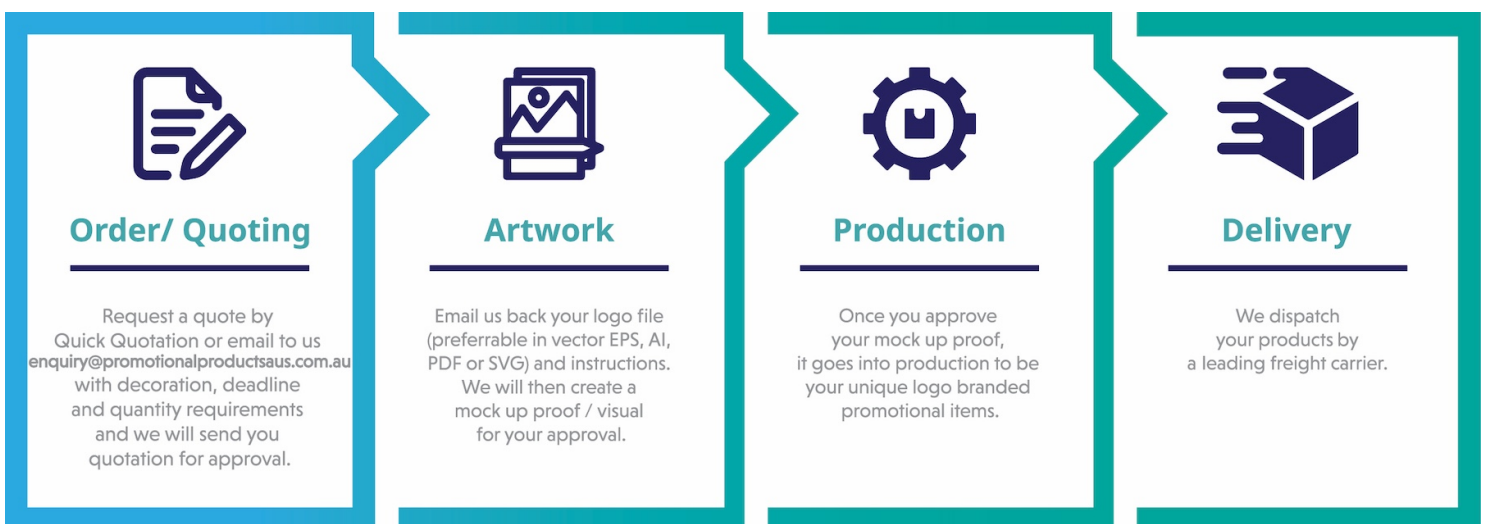 Order/ Quoting
Request a quote by
Quick Quotation or email to us
enquiry@promotionalproductsaus.com.au
with decoration, deadline
and quantity requirements
and we will send you
quotation for approval.
Artwork
Email us back your logo file
(preferrable in vector EPS, AI,
PDF or SVG) and instructions.
We will then create a
mock up proof / visual
for your approval.
Production
Once you approve
your mock up proof,
it goes into production to be
your unique logo branded
promotional items.
Delivery
We dispatch
your products by
a leading freight carrier.